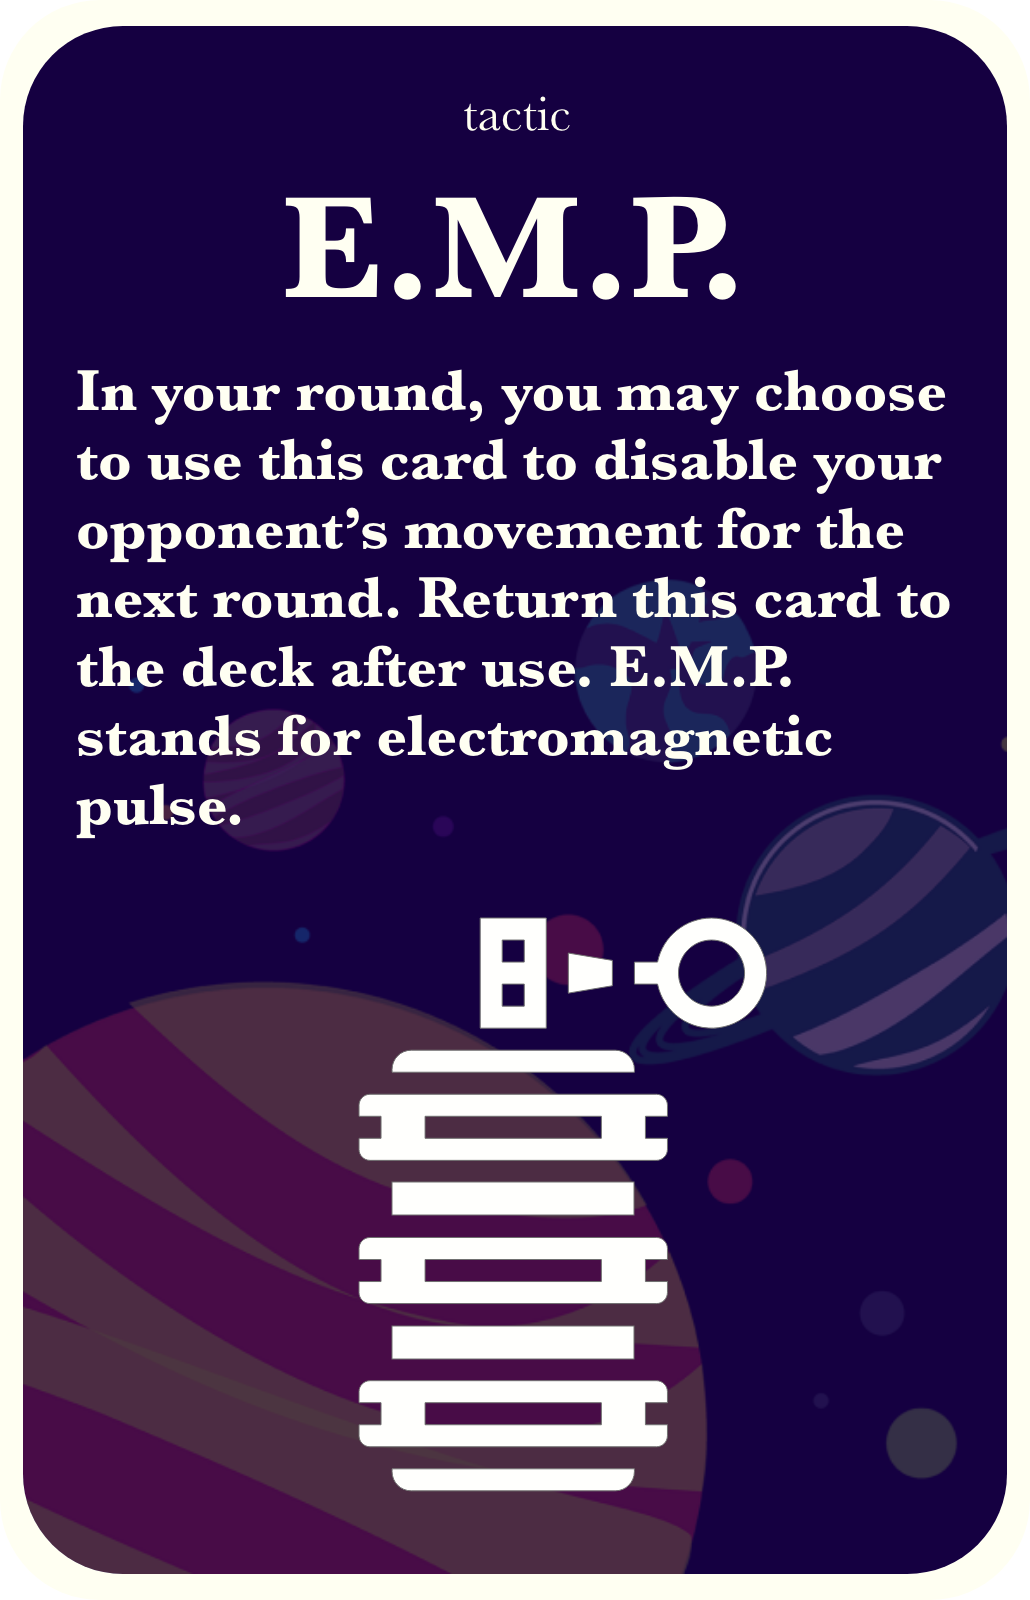 tactic
E.M.P.
In your round, you may choose
to use this card to disable your
opponent’s movement for the
next round. Return this card to
the deck after use. E.M.P.
stands for electromagnetic
pulse.